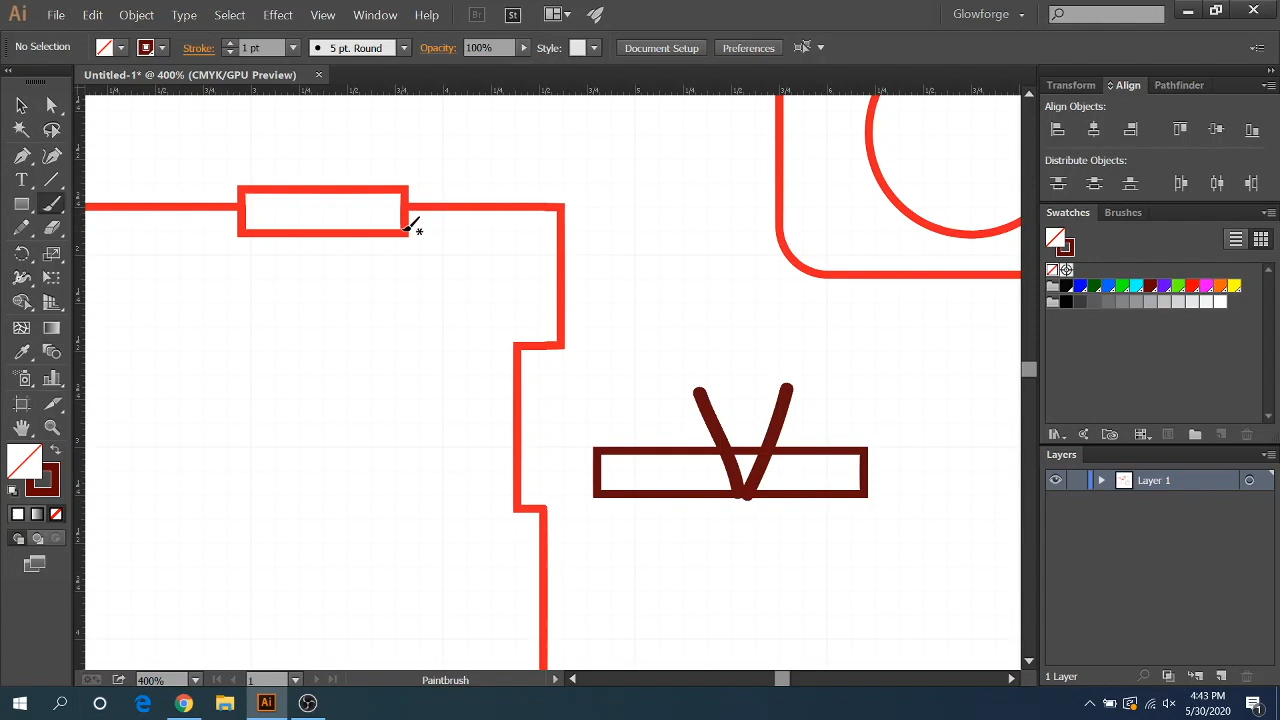 Ai File Edit Object Type Select Effect View Window Help Br St Glowforge
No Selection Stroke: 1 pt 5 pt. Round Opacity: 100% Style: Document Setup Preferences
Untitled-1* @ 400% (CMYK/GPU Preview)
Transform Align Pathfinder
Align Objects:
Distribute Objects:
Swatches Brushes
Layers
Layer 1
1 Layer
400% 1 Paintbrush
Ai 4:43 PM
5/30/2020